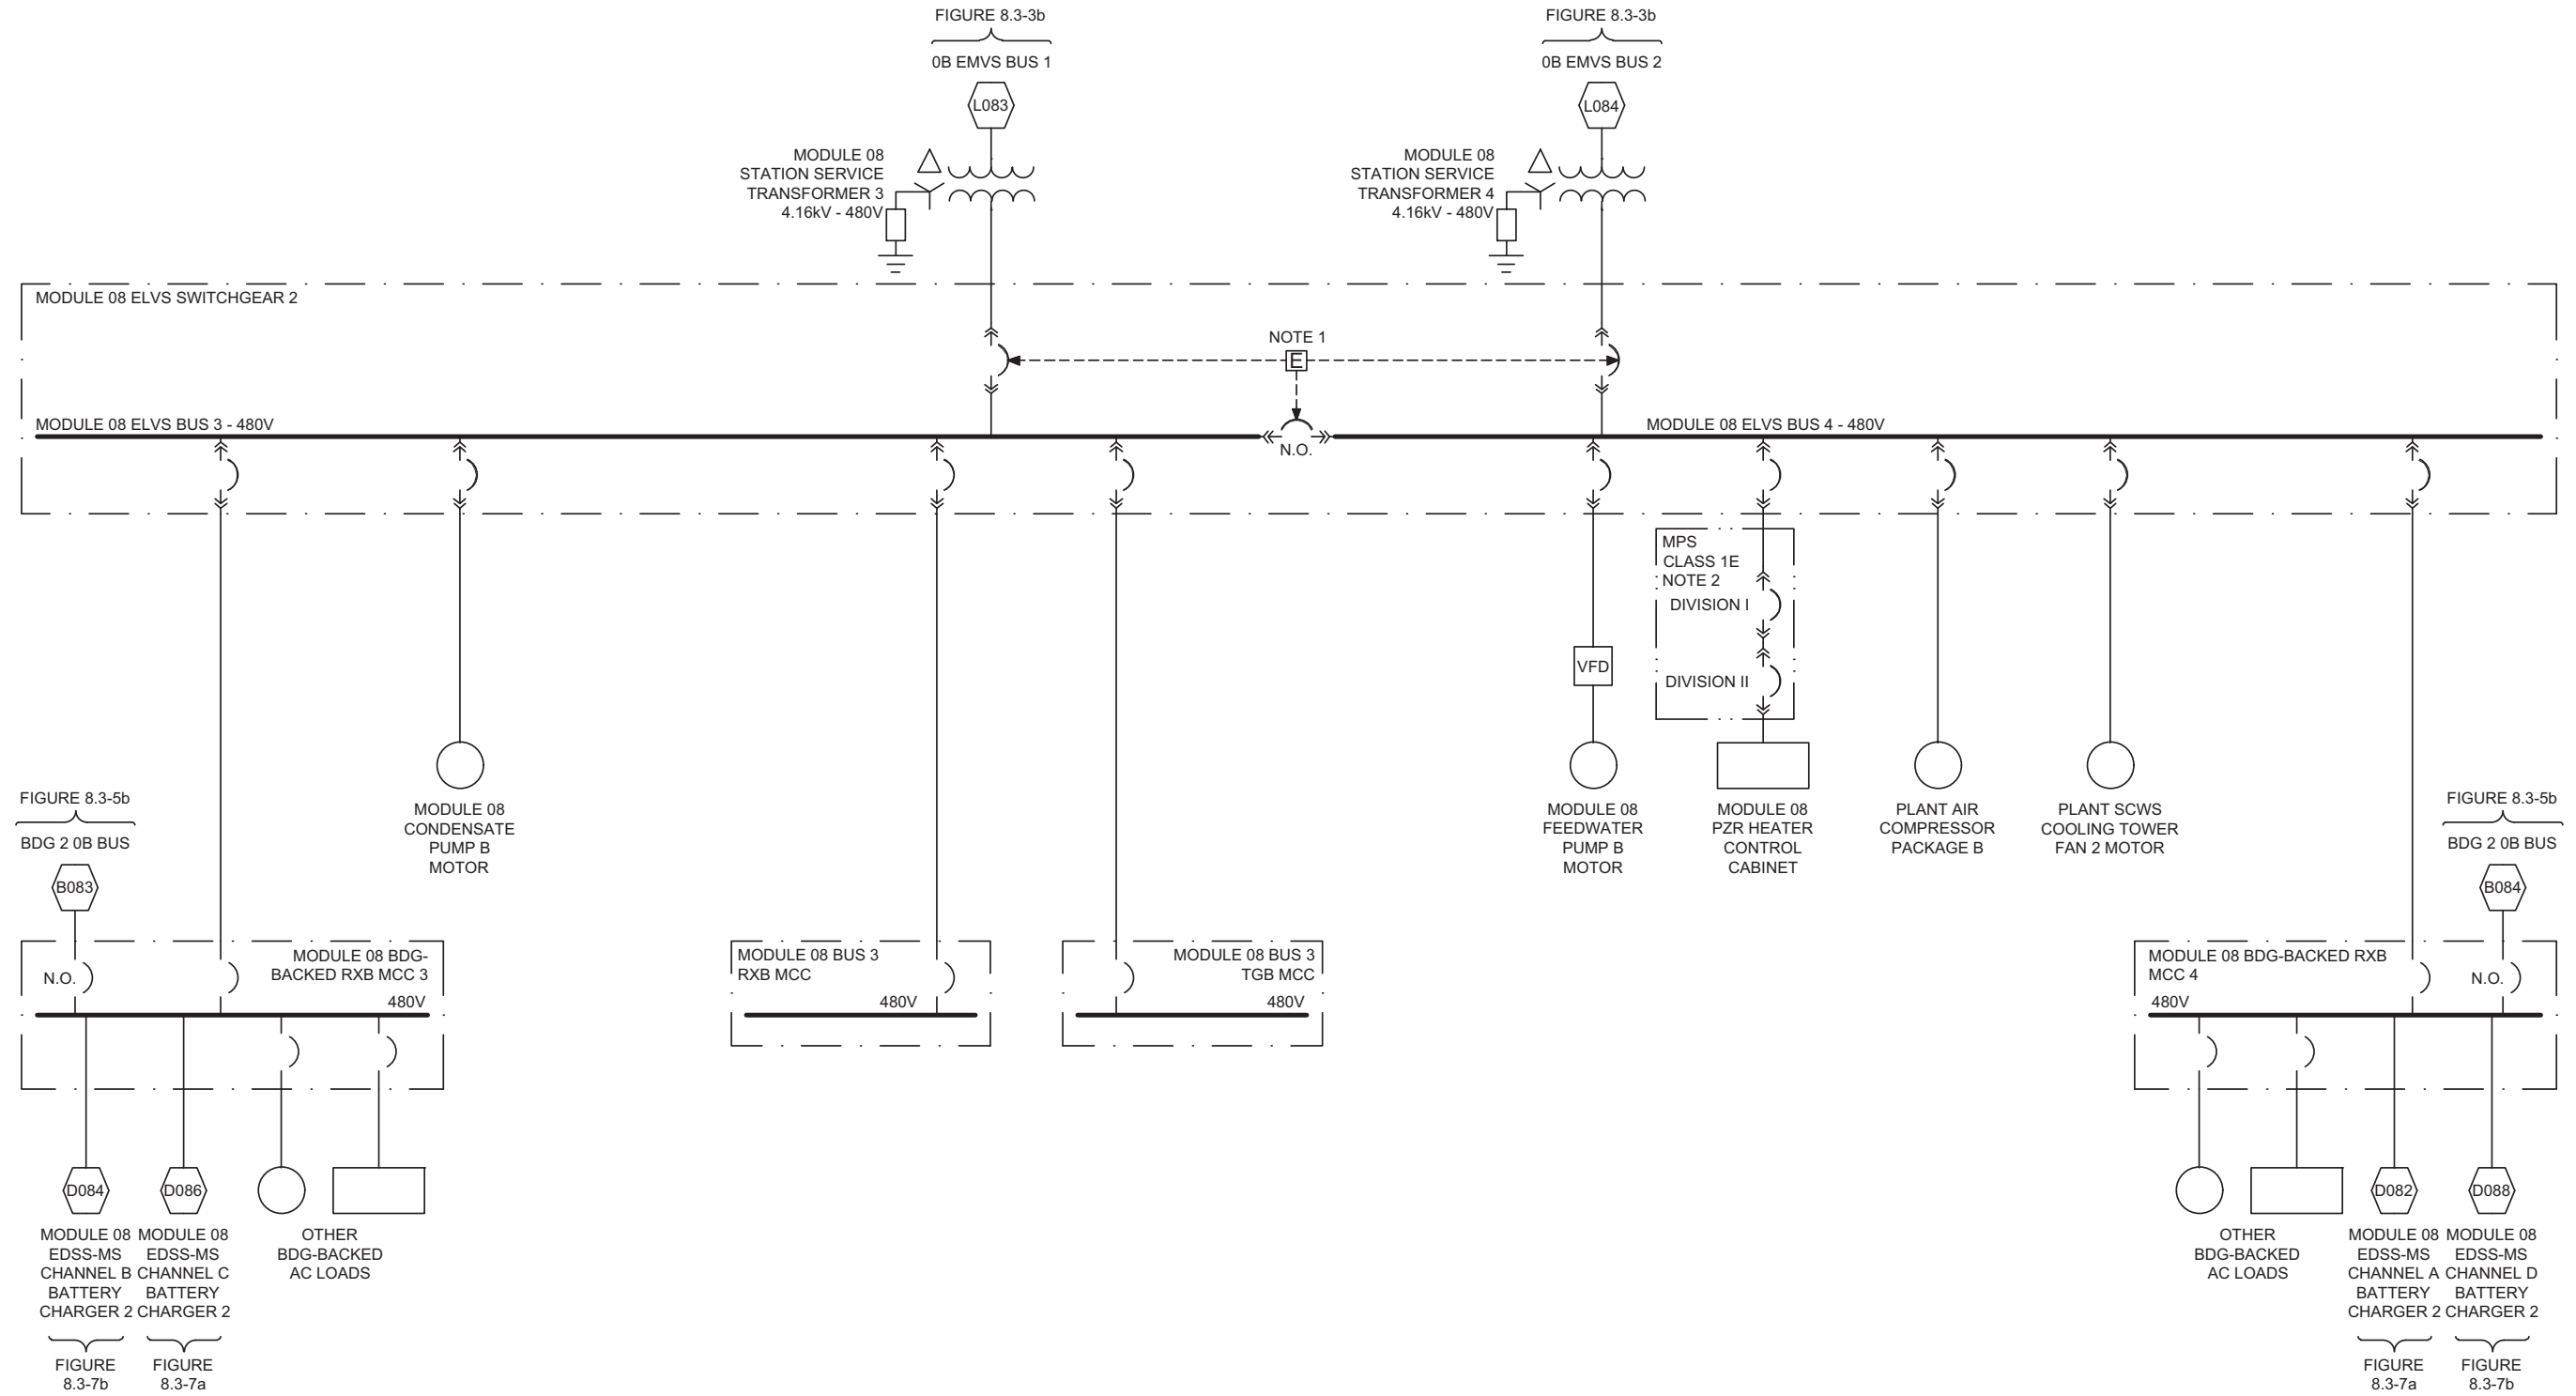 FIGURE 8.3-3b
0B EMVS BUS 1
L083
MODULE 08
STATION SERVICE
TRANSFORMER 3
4.16kV - 480V
FIGURE 8.3-3b
0B EMVS BUS 2
L084
MODULE 08
STATION SERVICE
TRANSFORMER 4
4.16kV - 480V
MODULE 08 ELVS SWITCHGEAR 2
NOTE 1
E
MODULE 08 ELVS BUS 3 - 480V
N.O.
MODULE 08 ELVS BUS 4 - 480V
MPS
CLASS 1E
NOTE 2
DIVISION I
DIVISION II
VFD
MODULE 08
CONDENSATE
PUMP B
MOTOR
MODULE 08
FEEDWATER
PUMP B
MOTOR
MODULE 08
PZR HEATER
CONTROL
CABINET
PLANT AIR
COMPRESSOR
PACKAGE B
PLANT SCWS
COOLING TOWER
FAN 2 MOTOR
FIGURE 8.3-5b
BDG 2 0B BUS
B083
N.O.
MODULE 08 BDG-
BACKED RXB MCC 3
480V
MODULE 08 BUS 3
RXB MCC
480V
MODULE 08 BUS 3
TGB MCC
480V
FIGURE 8.3-5b
BDG 2 0B BUS
B084
MODULE 08 BDG-BACKED RXB
MCC 4
N.O.
480V
D084
MODULE 08
EDSS-MS
CHANNEL B
BATTERY
CHARGER 2
FIGURE
8.3-7b
D086
MODULE 08
EDSS-MS
CHANNEL C
BATTERY
CHARGER 2
FIGURE
8.3-7a
OTHER
BDG-BACKED
AC LOADS
OTHER
BDG-BACKED
AC LOADS
D082
MODULE 08
EDSS-MS
CHANNEL A
BATTERY
CHARGER 2
FIGURE
8.3-7a
D088
MODULE 08
EDSS-MS
CHANNEL D
BATTERY
CHARGER 2
FIGURE
8.3-7b